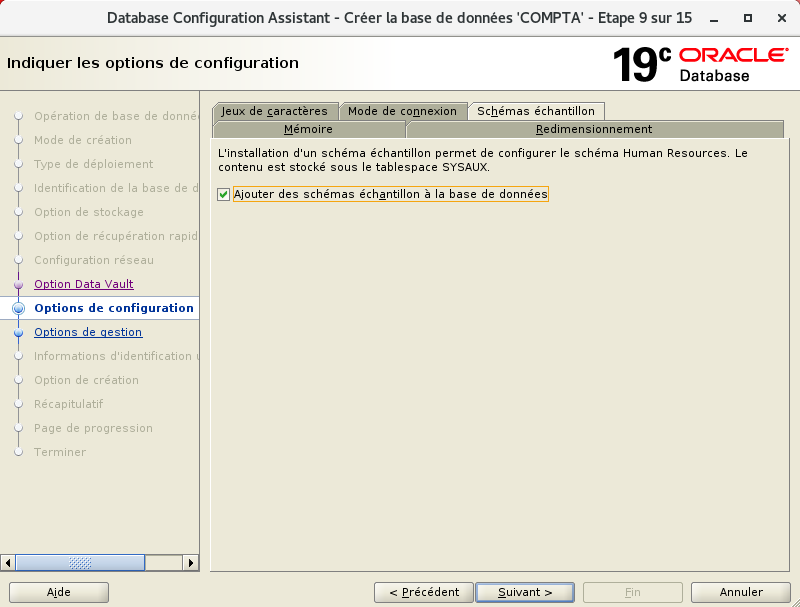 Database Configuration Assistant - Créer la base de données 'COMPTA' - Etape 9 sur 15
Indiquer les options de configuration
19c ORACLE
Database
Opération de base de donné
Mode de création
Type de déploiement
Identification de la base de d
Option de stockage
Option de récupération rapid
Configuration réseau
Option Data Vault
Options de configuration
Options de gestion
Informations d'identification u
Option de création
Récapitulatif
Page de progression
Terminer
Jeux de caractères Mode de connexion Schémas échantillon
Mémoire Redimensionnement
L'installation d'un schéma échantillon permet de configurer le schéma Human Resources. Le
contenu est stocké sous le tablespace SYSAUX.
Ajouter des schémas échantillon à la base de données
Aide < Précédent Suivant > Fin Annuler